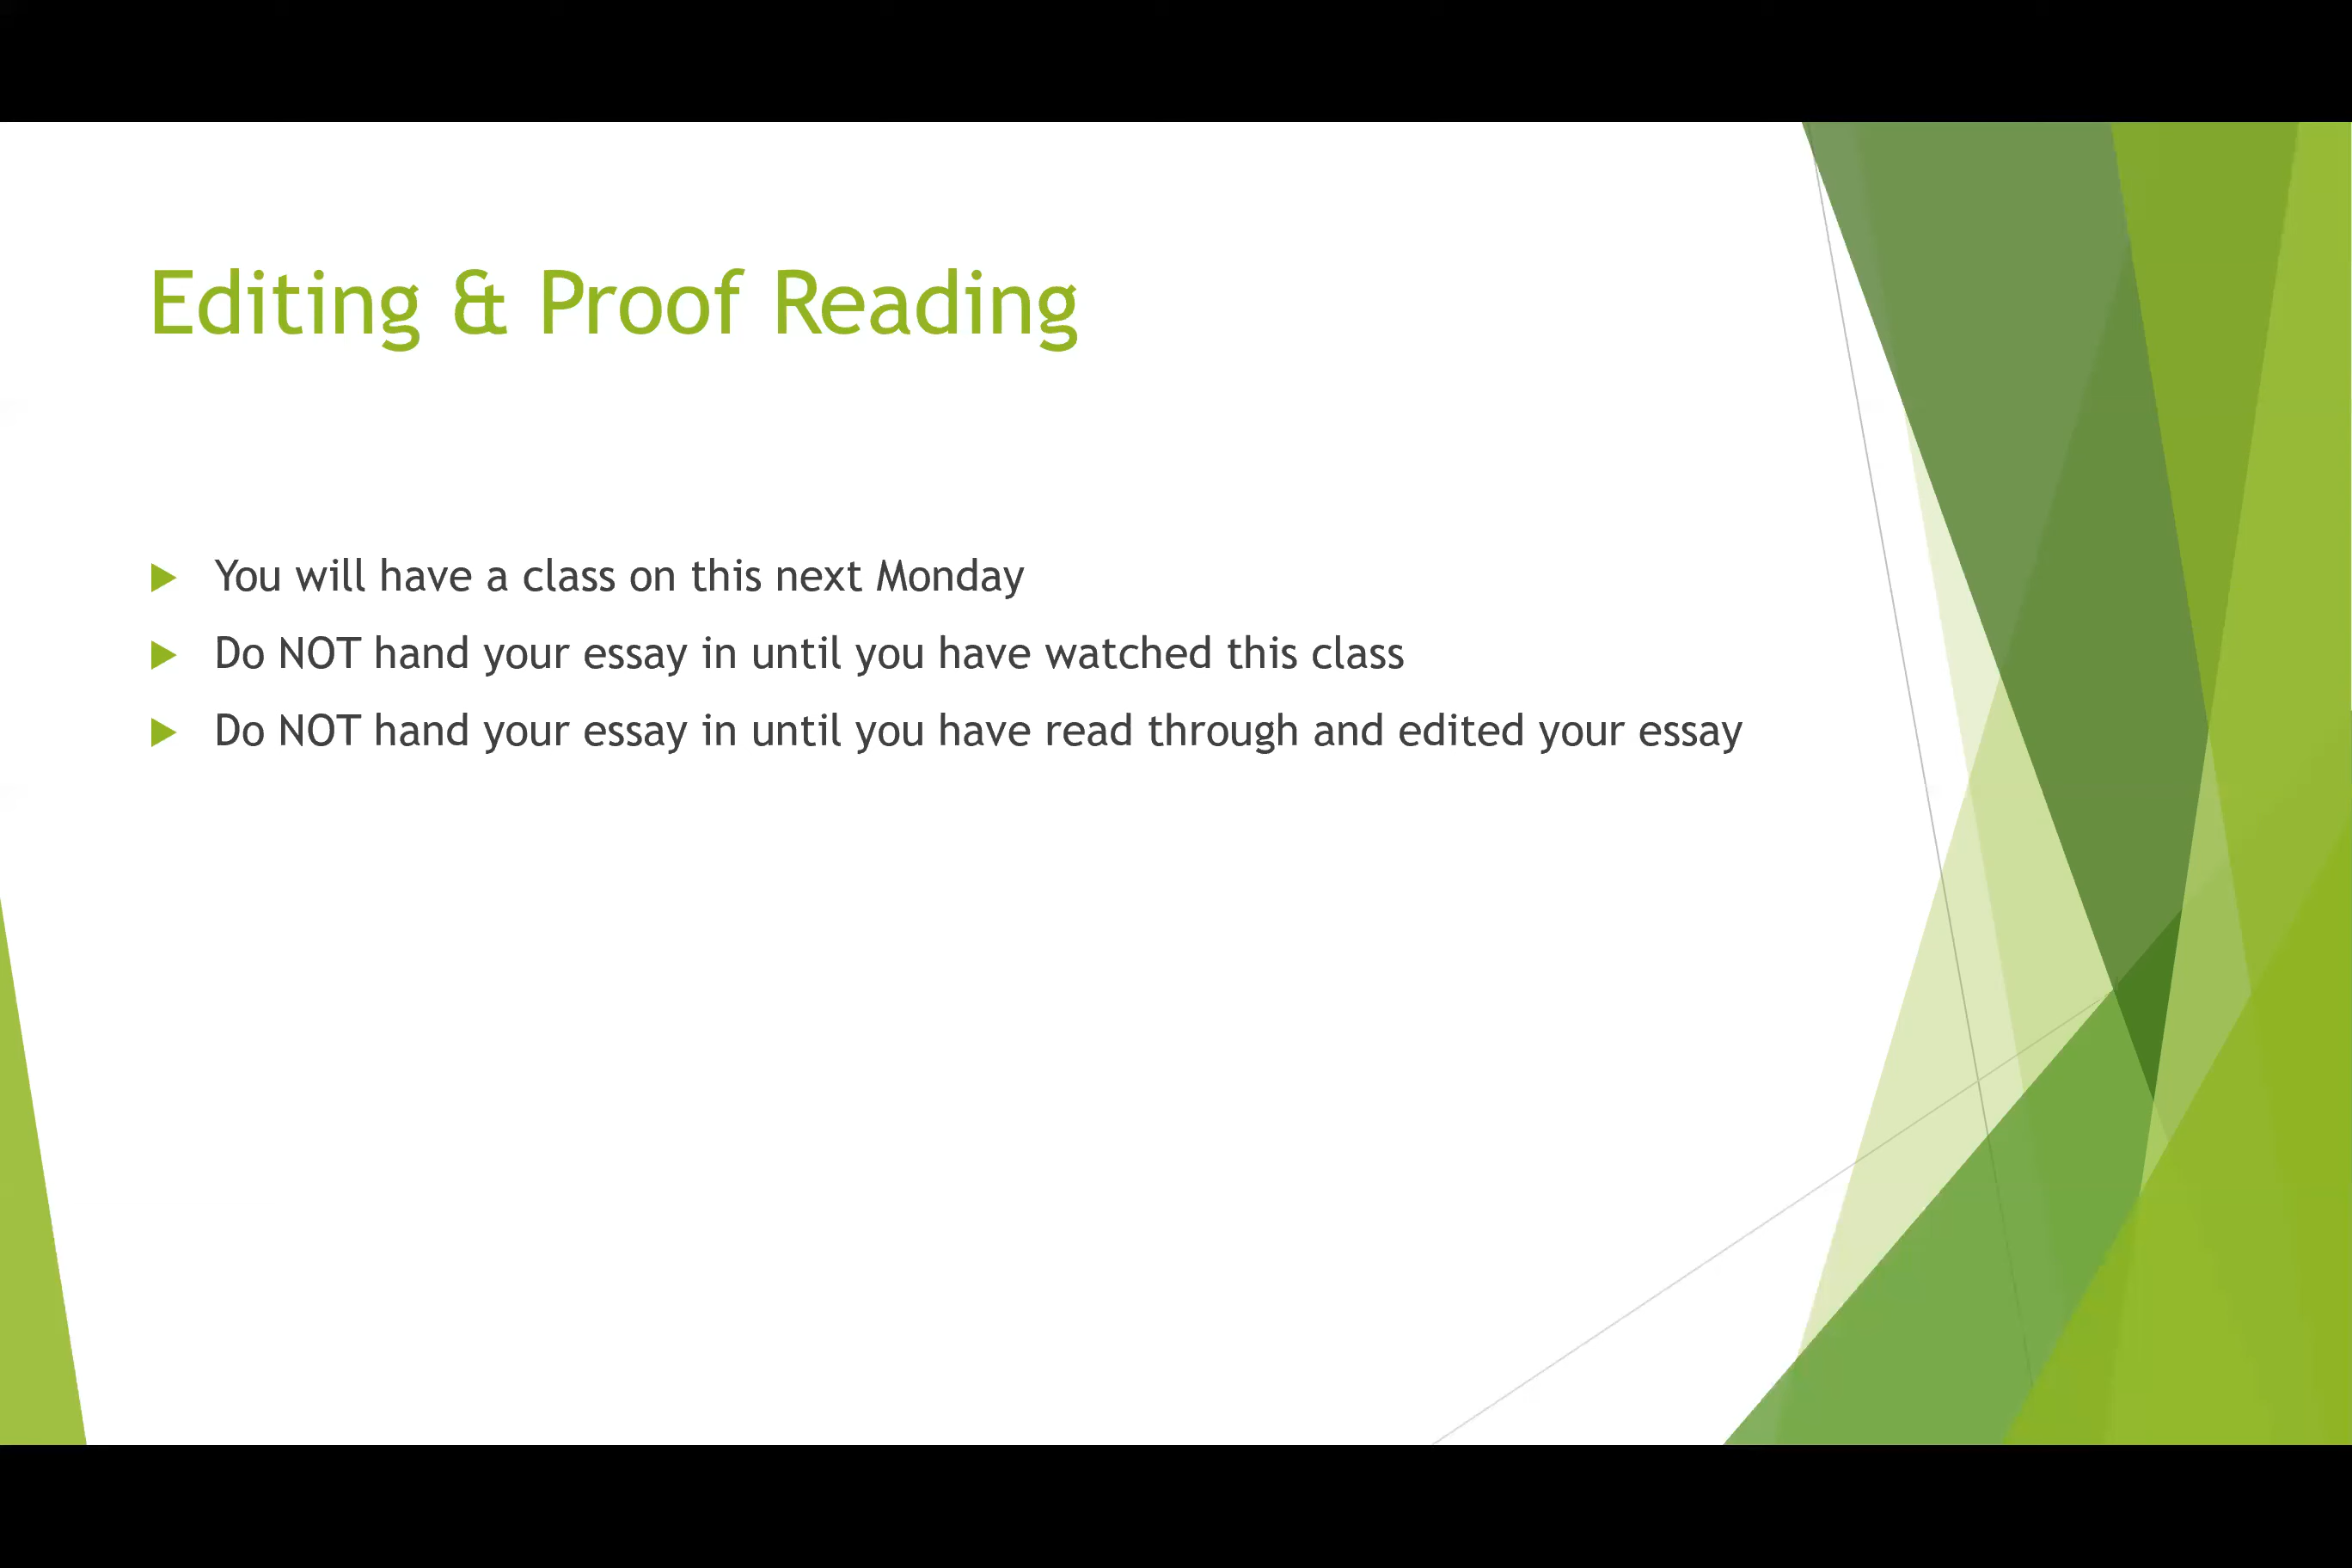 Editing & Proof Reading
You will have a class on this next Monday
Do NOT hand your essay in until you have watched this class
Do NOT hand your essay in until you have read through and edited your essay